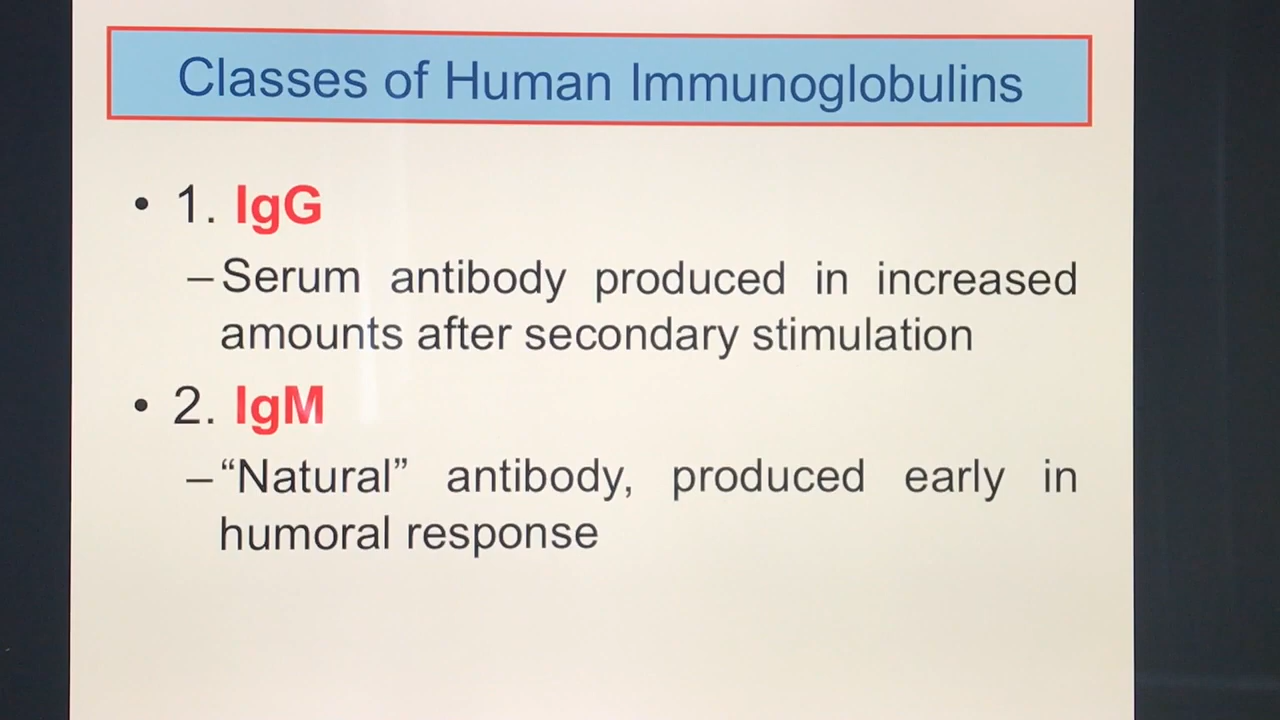 Classes of Human Immunoglobulins
• 1. IgG
–Serum antibody produced in increased
amounts after secondary stimulation
• 2. IgM
–“Natural” antibody, produced early in
humoral response